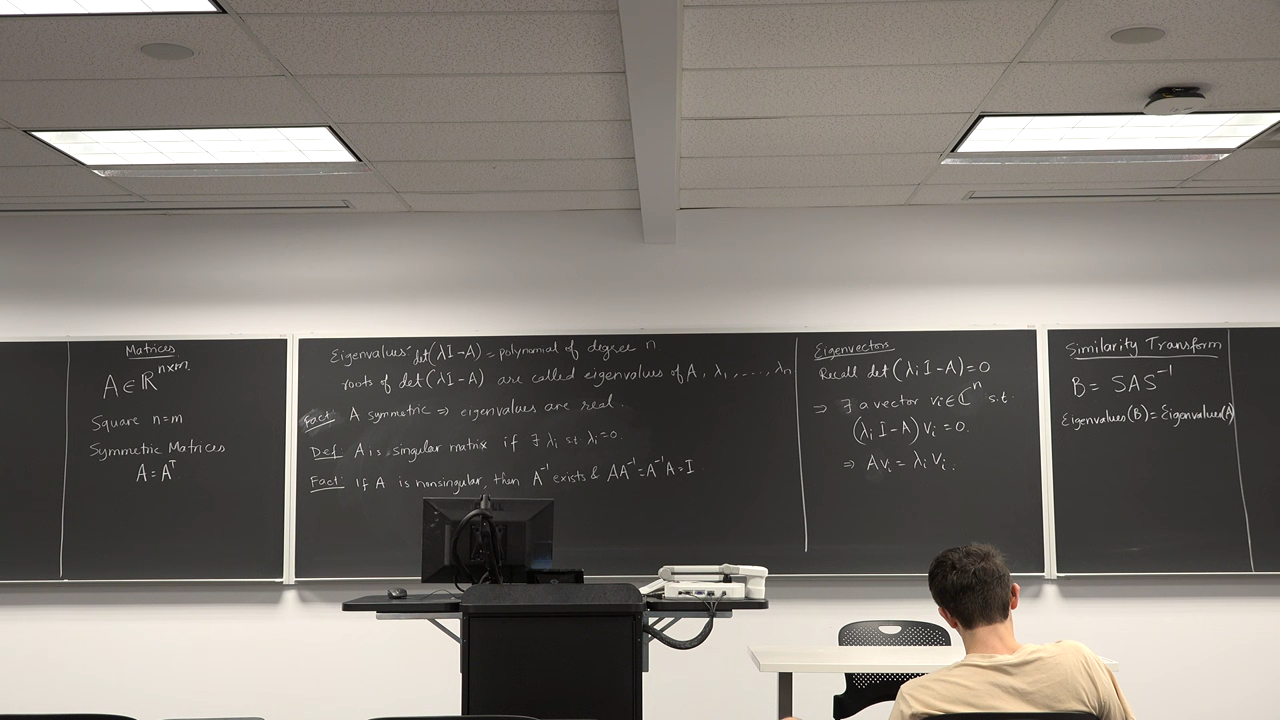 Matrices
A ∈ ℝ^{n×m}
Square n=m
Symmetric Matrices
A = A^T
Eigenvalues: det(λI-A) = polynomial of degree n
roots of det(λI-A) are called eigenvalues of A, λ₁, ...., λₙ
Fact: A symmetric ⇒ eigenvalues are real.
Def: A is singular matrix if ∃ λᵢ s.t. λᵢ=0.
Fact: If A is nonsingular, then A⁻¹ exists & AA⁻¹=A⁻¹A=I
Eigenvectors
Recall det(λᵢI-A)=0
⇒ ∃ a vector vᵢ∈ℂⁿ s.t.
(λᵢI-A)vᵢ=0.
⇒ Avᵢ=λᵢvᵢ.
Similarity Transform
B = SAS⁻¹
Eigenvalues(B)=Eigenvalues(A)
DELL